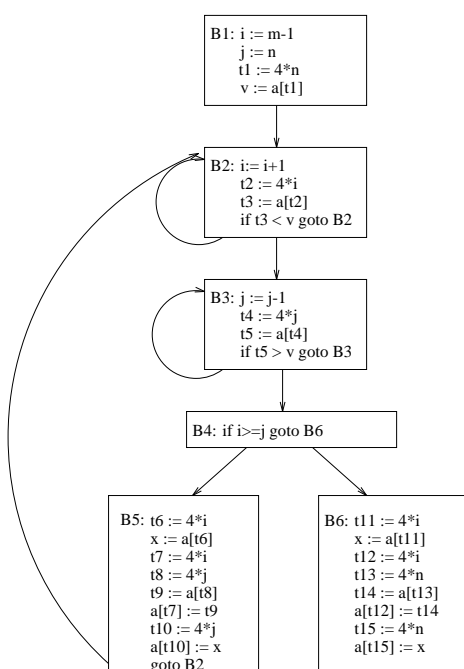 B1: i := m-1
j := n
t1 := 4*n
v := a[t1]
B2: i:= i+1
t2 := 4*i
t3 := a[t2]
if t3 < v goto B2
B3: j := j-1
t4 := 4*j
t5 := a[t4]
if t5 > v goto B3
B4: if i>=j goto B6
B5: t6 := 4*i
x := a[t6]
t7 := 4*i
t8 := 4*j
t9 := a[t8]
a[t7] := t9
t10 := 4*j
a[t10] := x
goto B2
B6: t11 := 4*i
x := a[t11]
t12 := 4*i
t13 := 4*n
t14 := a[t13]
a[t12] := t14
t15 := 4*n
a[t15] := x